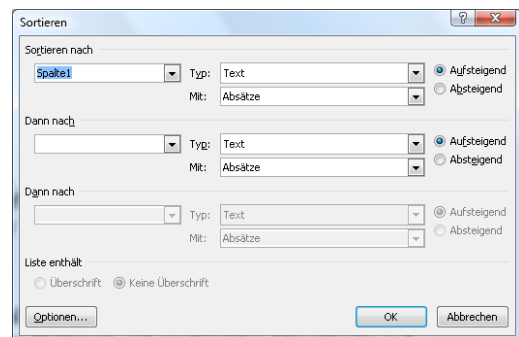 Sortieren
Sortieren nach
Spalte1 Typ: Text Aufsteigend
Mit: Absätze Absteigend
Dann nach
Typ: Text Aufsteigend
Mit: Absätze Absteigend
Dann nach
Typ: Text Aufsteigend
Mit: Absätze Absteigend
Liste enthält
Überschrift Keine Überschrift
Optionen... OK Abbrechen